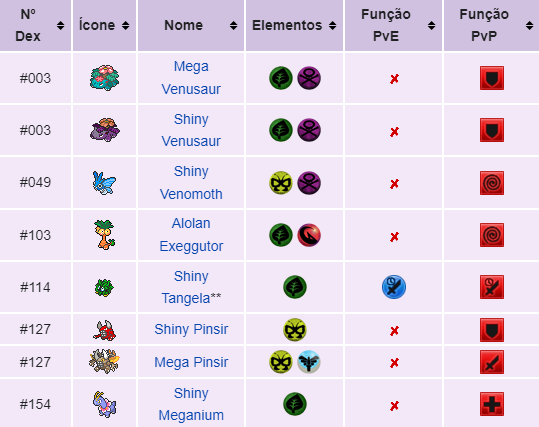 Nº Dex Ícone Nome Elementos Função PvE Função PvP
#003 Mega Venusaur
#003 Shiny Venusaur
#049 Shiny Venomoth
#103 Alolan Exeggutor
#114 Shiny Tangela**
#127 Shiny Pinsir
#127 Mega Pinsir
#154 Shiny Meganium